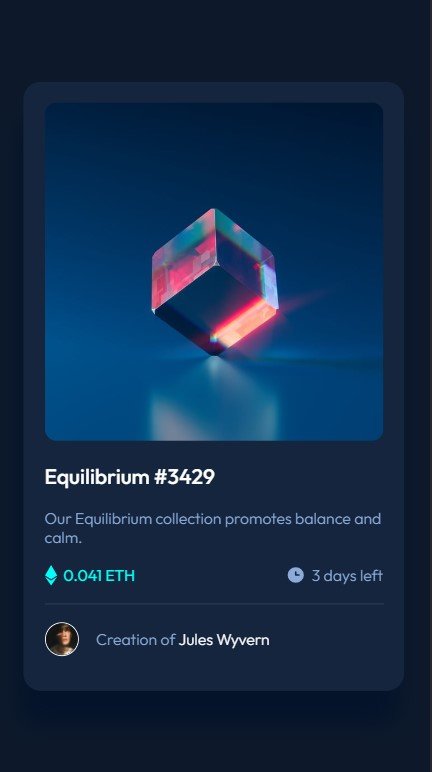 Equilibrium #3429
Our Equilibrium collection promotes balance and
calm.
0.041 ETH
3 days left
Creation of Jules Wyvern